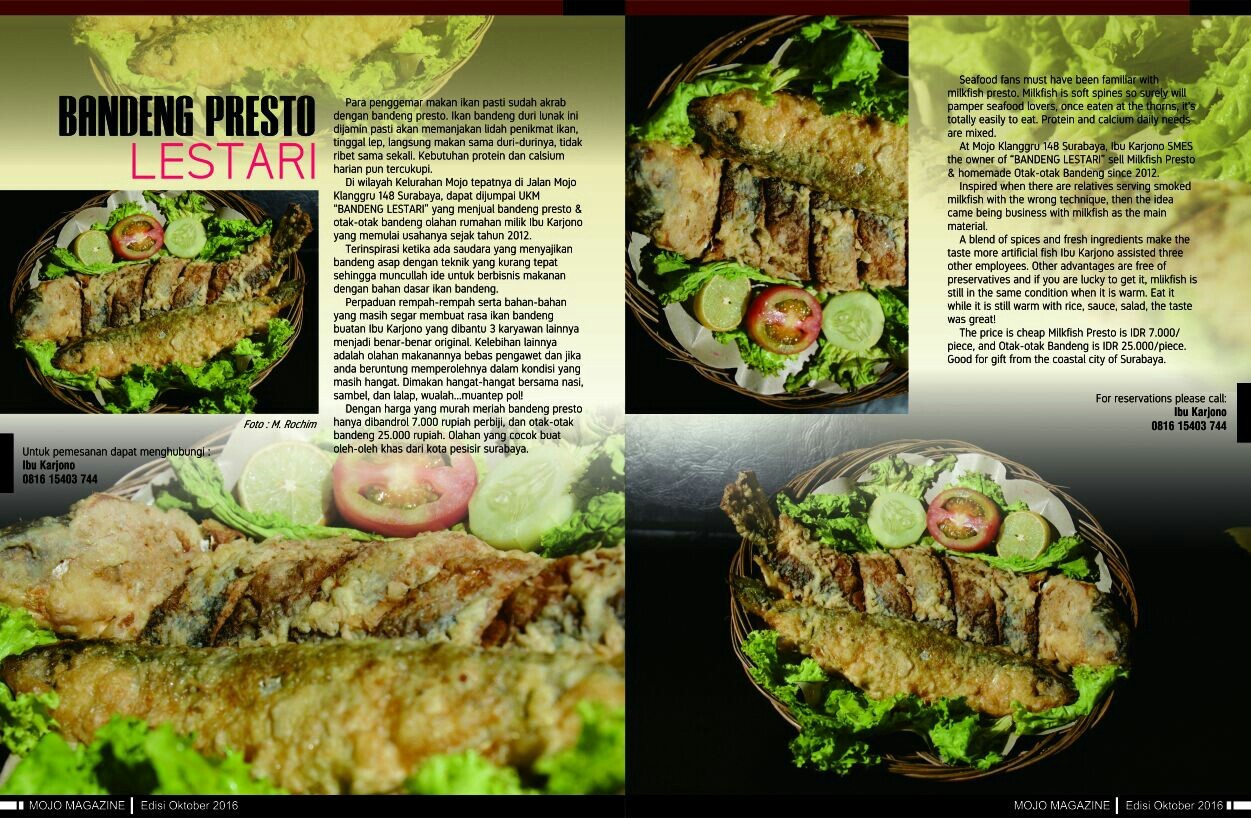 BANDENG PRESTO
LESTARI
Para penggemar makan ikan pasti sudah akrab
dengan bandeng presto. Ikan bandeng duri lunak ini
dijamin pasti akan memanjakan lidah penikmat ikan,
tinggal lep, langsung makan sama duri-durinya, tidak
ribet sama sekali. Kebutuhan protein dan calsium
harian pun tercukupi.
Di wilayah Kelurahan Mojo tepatnya di Jalan Mojo
Klanggru 148 Surabaya, dapat dijumpai UKM
"BANDENG LESTARI" yang menjual bandeng presto &
otak-otak bandeng olahan rumahan milik Ibu Karjono
yang memulai usahanya sejak tahun 2012.
Terinspirasi ketika ada saudara yang menyajikan
bandeng asap dengan teknik yang kurang tepat
sehingga muncullah ide untuk berbisnis makanan
dengan bahan dasar ikan bandeng.
Perpaduan rempah-rempah serta bahan-bahan
yang masih segar membuat rasa ikan bandeng
buatan Ibu Karjono yang dibantu 3 karyawan lainnya
menjadi benar-benar original. Kelebihan lainnya
adalah olahan makanannya bebas pengawet dan jika
anda beruntung memperolehnya dalam kondisi yang
masih hangat. Dimakan hangat-hangat bersama nasi,
sambel, dan lalap, wualah...muantep pol!
Dengan harga yang murah meriah bandeng presto
hanya dibandrol 7.000 rupiah perbiji, dan otak-otak
bandeng 25.000 rupiah. Olahan yang cocok buat
oleh-oleh khas dari kota pesisir surabaya.
Foto : M. Rochim
Untuk pemesanan dapat menghubungi :
Ibu Karjono
0816 15403 744
MOJO MAGAZINE | Edisi Oktober 2016
Seafood fans must have been familiar with
milkfish presto. Milkfish is soft spines so surely will
pamper seafood lovers, once eaten at the thorns, it's
totally easily to eat. Protein and calcium daily needs
are mixed.
At Mojo Klanggru 148 Surabaya, Ibu Karjono SMES
the owner of "BANDENG LESTARI" sell Milkfish Presto
& homemade Otak-otak Bandeng since 2012.
Inspired when there are relatives serving smoked
milkfish with the wrong technique, then the idea
came being business with milkfish as the main
material.
A blend of spices and fresh ingredients make the
taste more artificial fish Ibu Karjono assisted three
other employees. Other advantages are free of
preservatives and if you are lucky to get it, mlikfish is
still in the same condition when it is warm. Eat it
while it is still warm with rice, sauce, salad, the taste
was great!
The price is cheap Milkfish Presto is IDR 7.000/
piece, and Otak-otak Bandeng is IDR 25.000/piece.
Good for gift from the coastal city of Surabaya.
For reservations please call:
Ibu Karjono
0816 15403 744
MOJO MAGAZINE | Edisi Oktober 2016